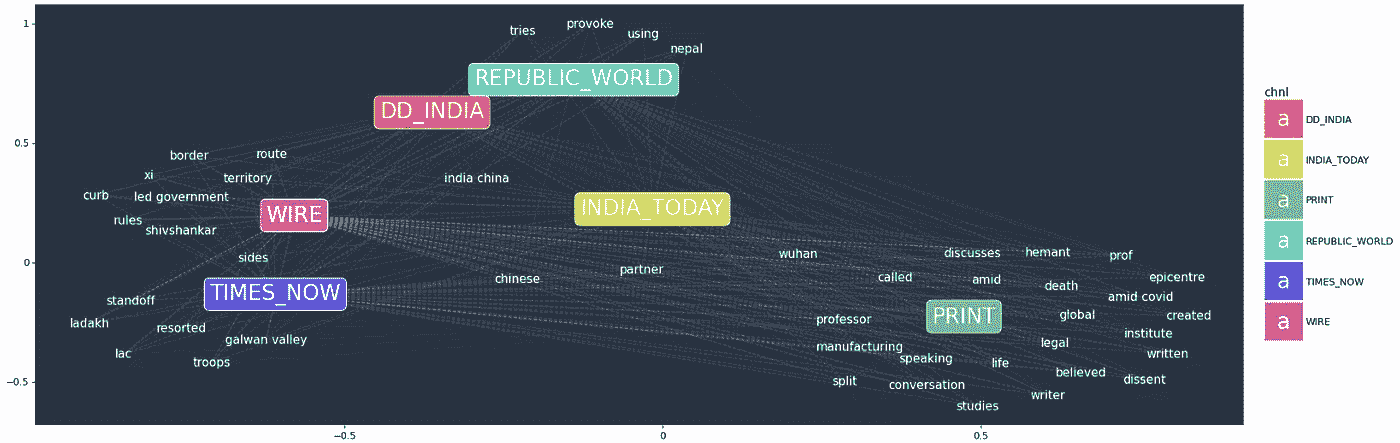 1
tries
provoke
using
nepal
REPUBLIC_WORLD
DD_INDIA
0.5
border
route
xi
territory
india china
curb
led government
WIRE
INDIA_TODAY
rules
shivshankar
sides
0
wuhan
discusses
hemant
prof
chinese
partner
called
amid
epicentre
TIMES_NOW
death
amid covid
standoff
PRINT
global
created
ladakh
resorted
professor
institute
galwan valley
manufacturing
legal
written
lac
troops
speaking
life
believed
dissent
−0.5
split
conversation
writer
studies
−0.5
0
0.5
chnl
a DD_INDIA
a INDIA_TODAY
a PRINT
a REPUBLIC_WORLD
a TIMES_NOW
a WIRE